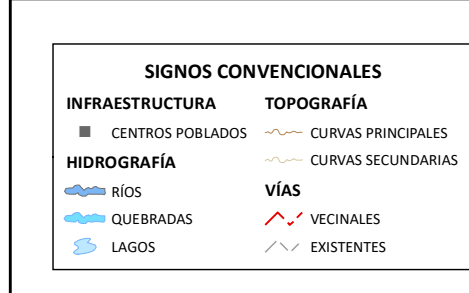 SIGNOS CONVENCIONALES
INFRAESTRUCTURA
CENTROS POBLADOS
HIDROGRAFÍA
RÍOS
QUEBRADAS
LAGOS
TOPOGRAFÍA
CURVAS PRINCIPALES
CURVAS SECUNDARIAS
VÍAS
VECINALES
EXISTENTES